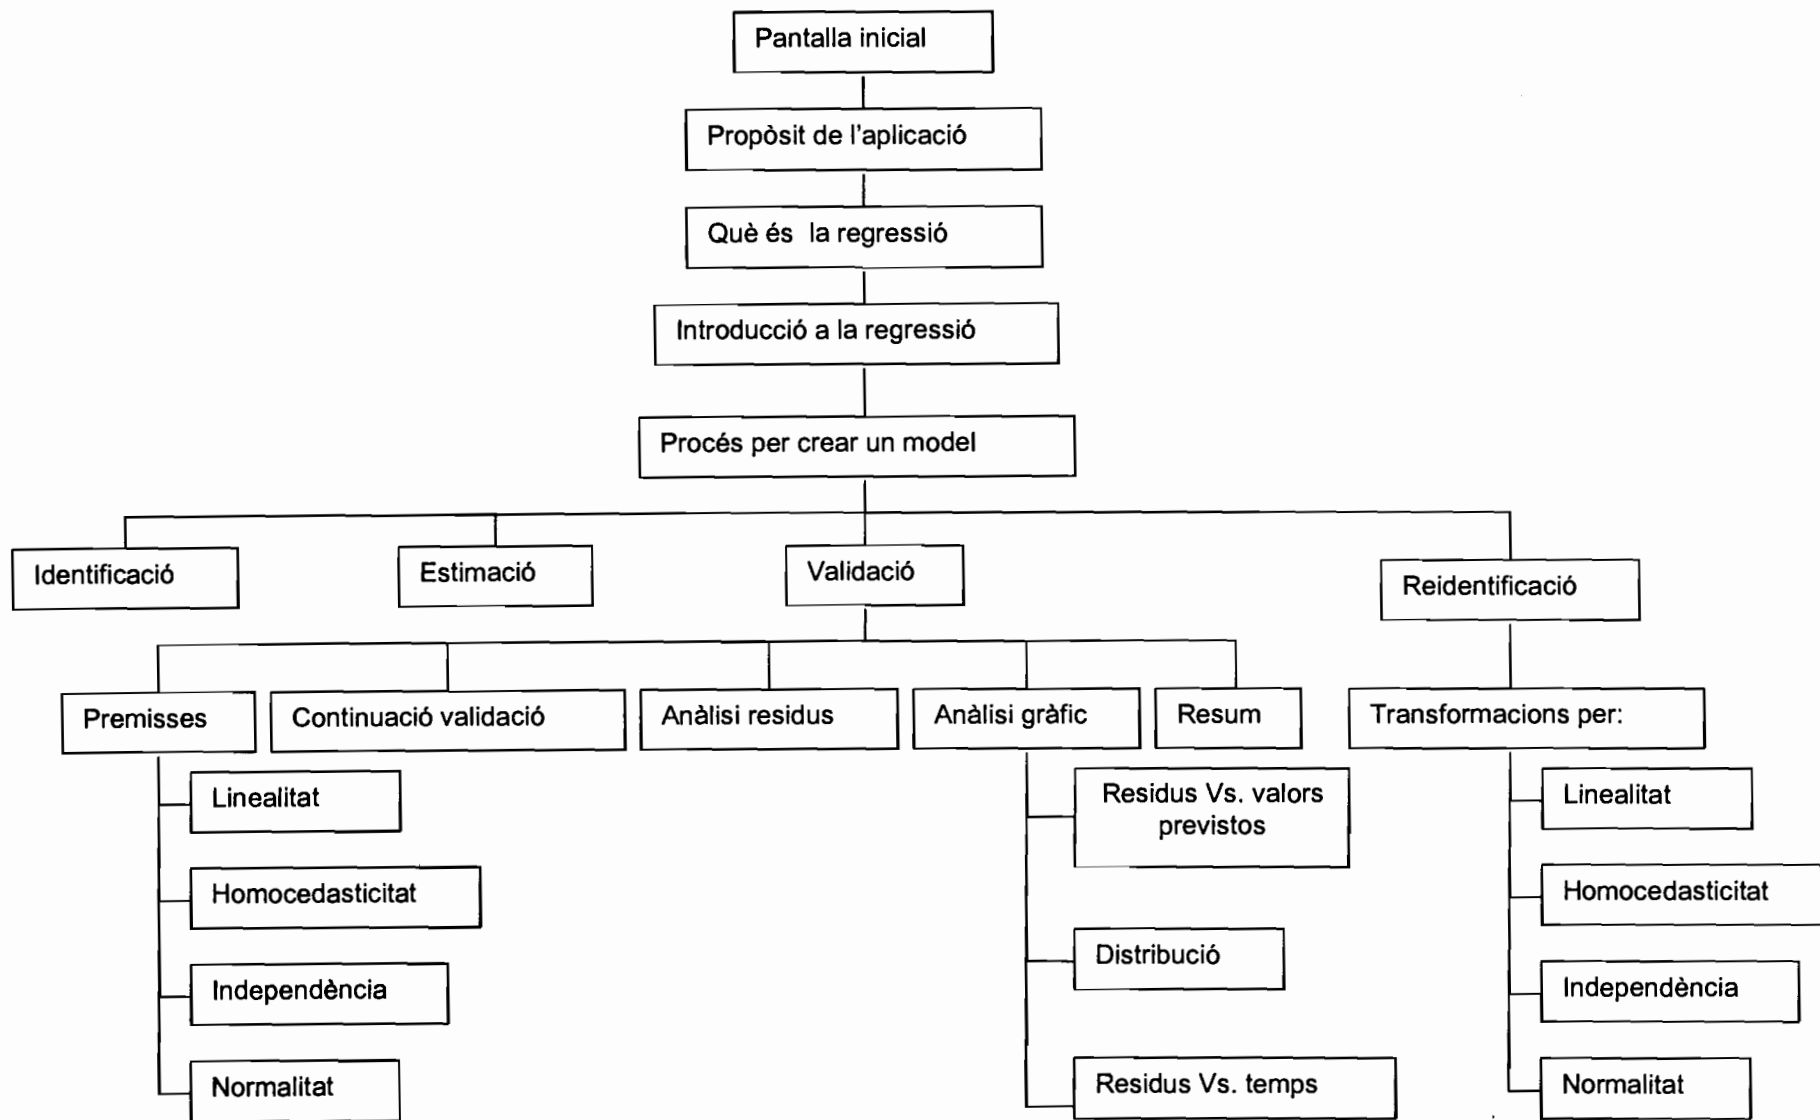 Pantalla inicial
Propòsit de l'aplicació
Què és la regressió
Introducció a la regressió
Procés per crear un model
Identificació
Estimació
Validació
Reidentificació
Premisses
Continuació validació
Anàlisi residus
Anàlisi gràfic
Resum
Transformacions per:
Linealitat
Homocedasticitat
Independència
Normalitat
Residus Vs. valors
previstos
Distribució
Residus Vs. temps
Linealitat
Homocedasticitat
Independència
Normalitat